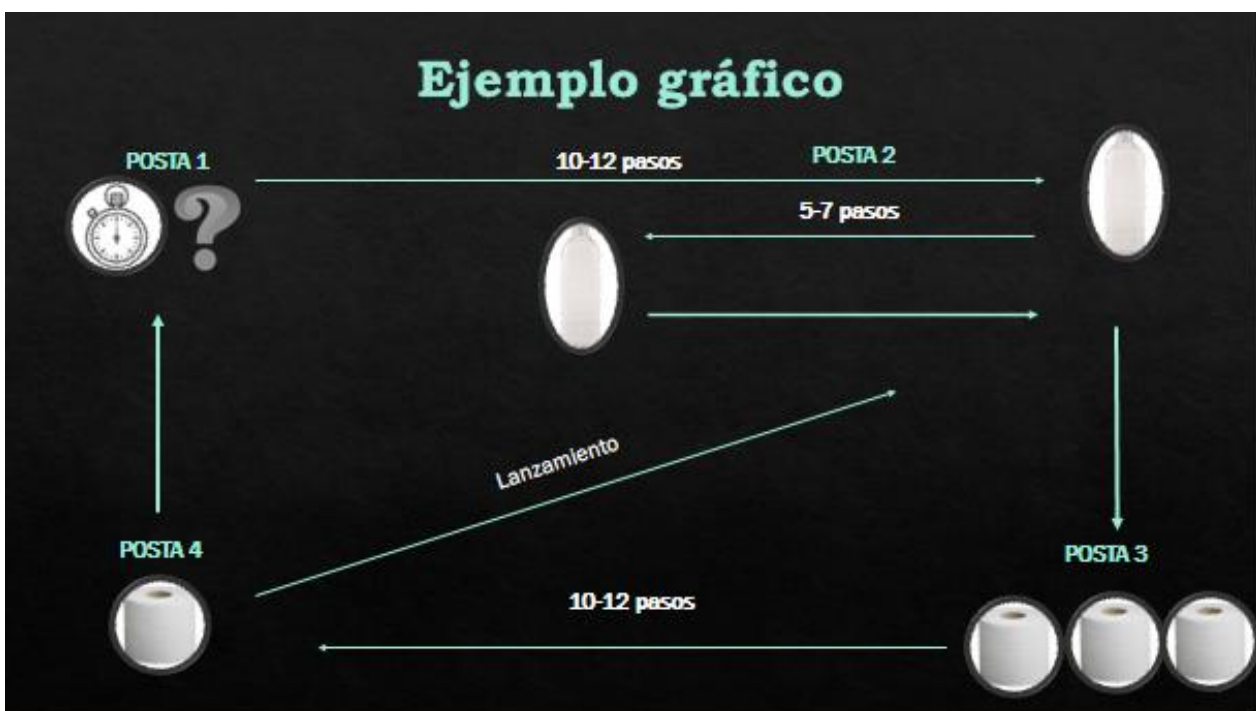 Ejemplo gráfico
POSTA 1
10-12 pasos
POSTA 2
?
5-7 pasos
Lanzamiento
POSTA 4
POSTA 3
10-12 pasos